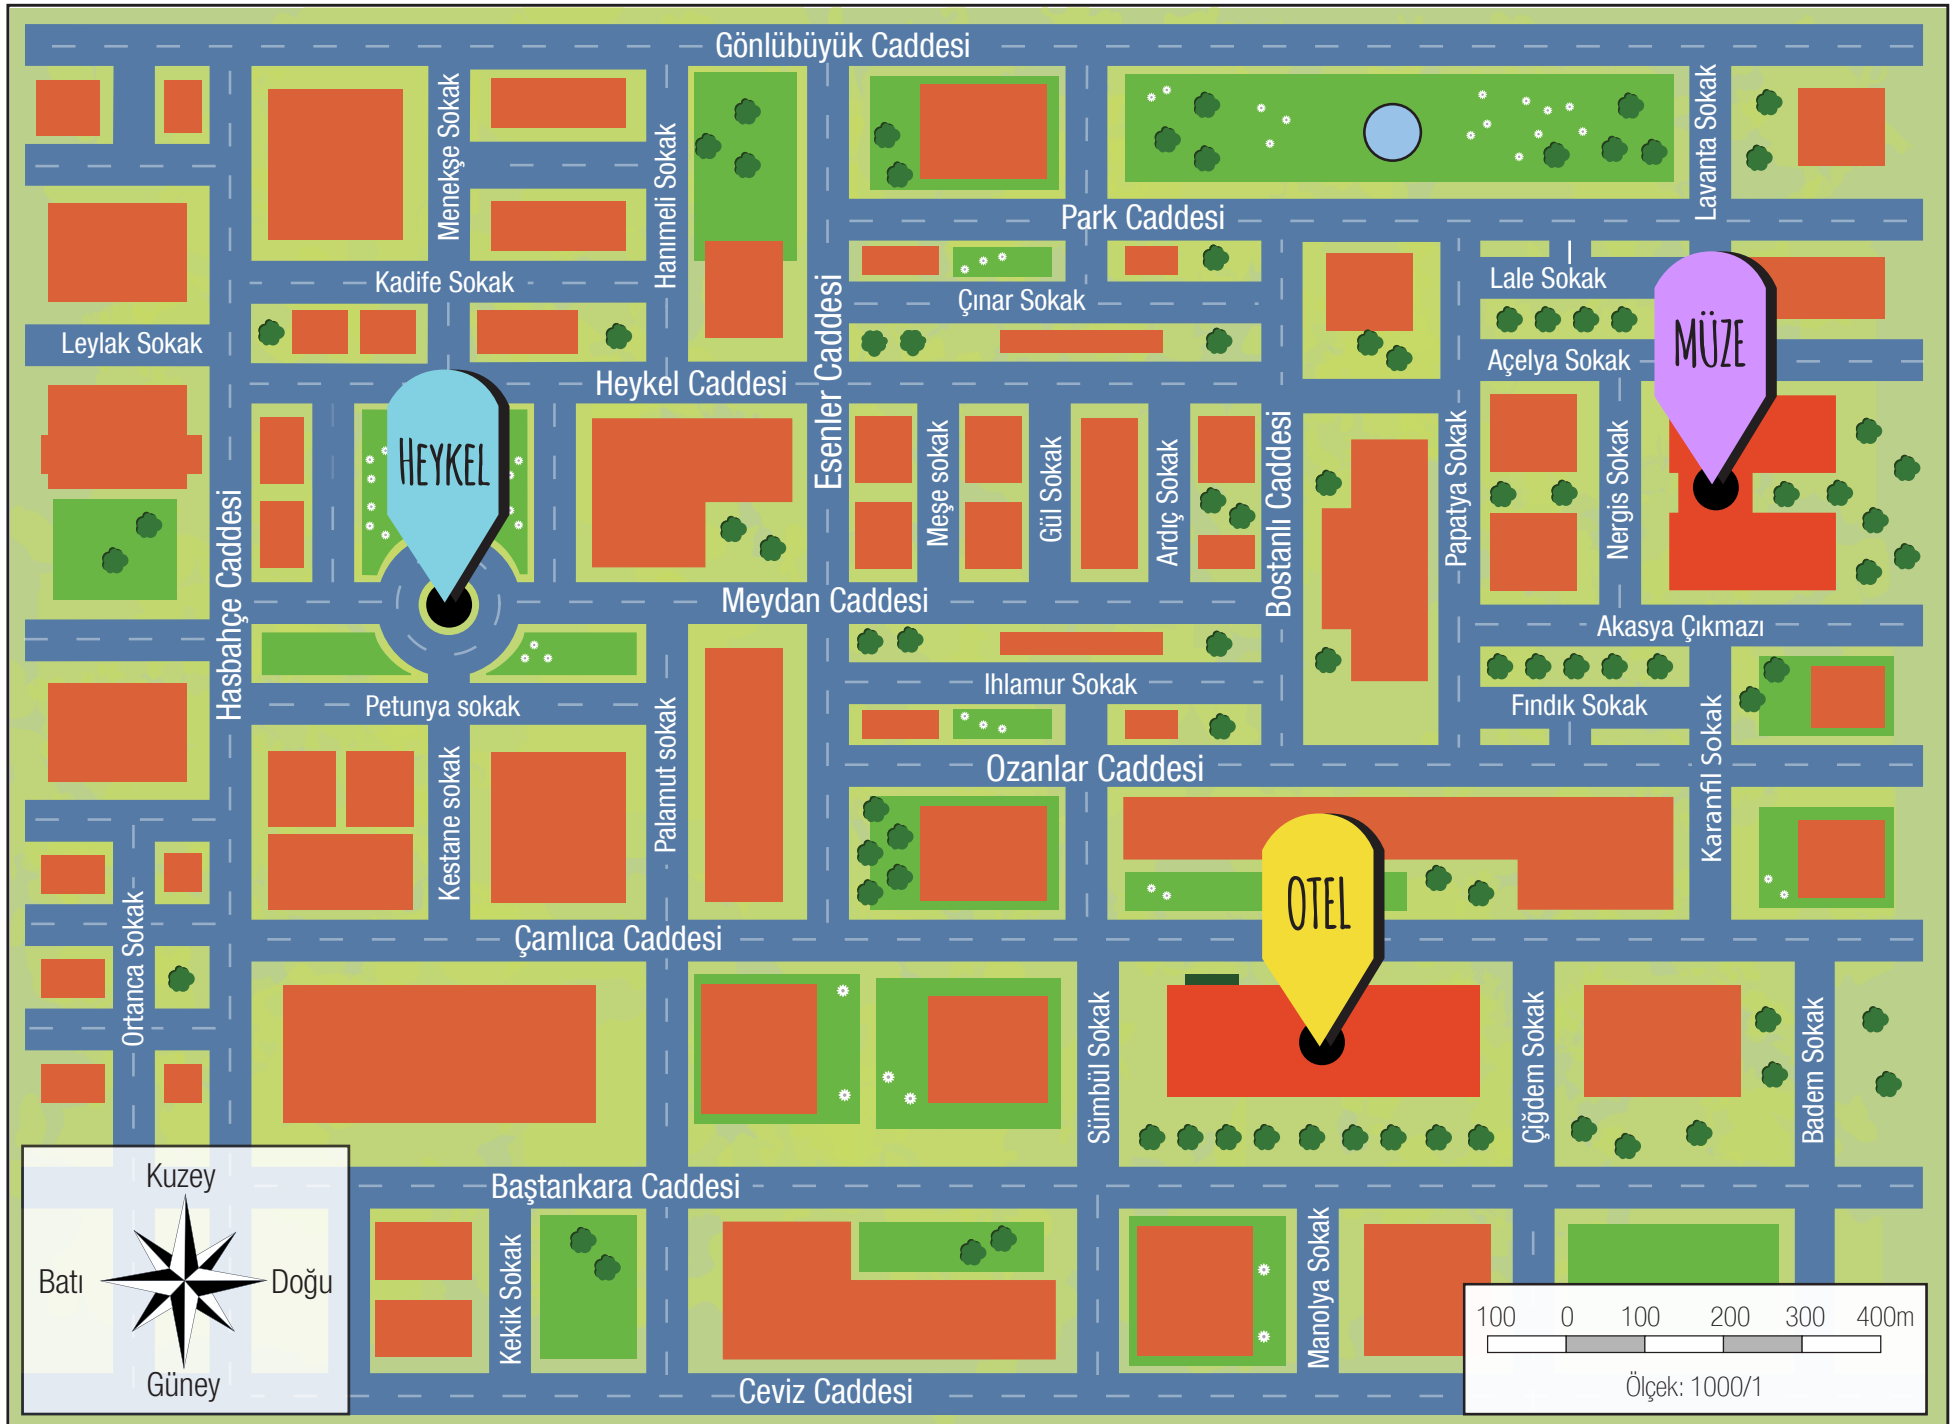 Gönlübüyük Caddesi
Menekşe Sokak
Hanımeli Sokak
Lavanta Sokak
Park Caddesi
Kadife Sokak
Lale Sokak
Çınar Sokak
Leylak Sokak
Açelya Sokak
MÜZE
Heykel Caddesi
Esenler Caddesi
HEYKEL
Meşe sokak
Gül Sokak
Ardıç Sokak
Bostanlı Caddesi
Papatya Sokak
Nergis Sokak
Hasbahçe Caddesi
Meydan Caddesi
Akasya Çıkmazı
Ihlamur Sokak
Petunya sokak
Fındık Sokak
Palamut sokak
Karanfil Sokak
Kestane sokak
Ozanlar Caddesi
OTEL
Çamlıca Caddesi
Ortanca Sokak
Sümbül Sokak
Çiğdem Sokak
Badem Sokak
Baştankara Caddesi
Kekik Sokak
Manolya Sokak
Ceviz Caddesi
Kuzey
Batı
Doğu
Güney
100 0 100 200 300 400m
Ölçek: 1000/1